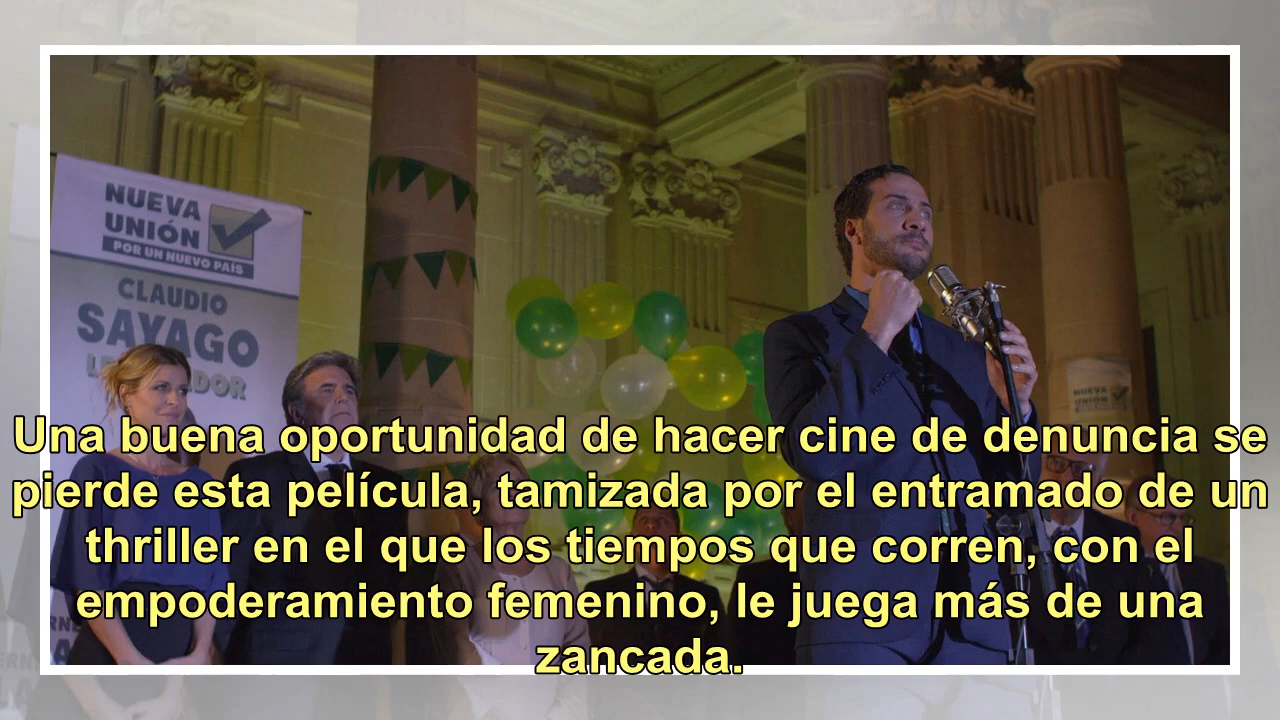 NUEVA
UNIÓN
POR UN NUEVO PAÍS
CLAUDIO
SAYAGO
NUEVA
UNIÓN
Una buena oportunidad de hacer cine de denuncia se
pierde esta película, tamizada por el entramado de un
thriller en el que los tiempos que corren, con el
empoderamiento femenino, le juega más de una
zancada.